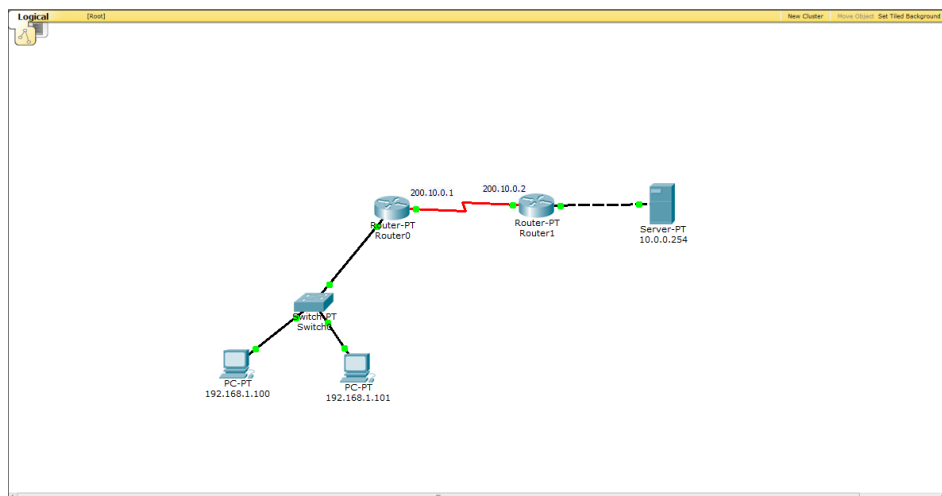 Logical [Root] New Cluster Move Object Set Tiled Background
200.10.0.1 200.10.0.2
Router-PT
Router0
Router-PT
Router1
Server-PT
10.0.0.254
Switch-PT
Switch0
PC-PT
192.168.1.100
PC-PT
192.168.1.101